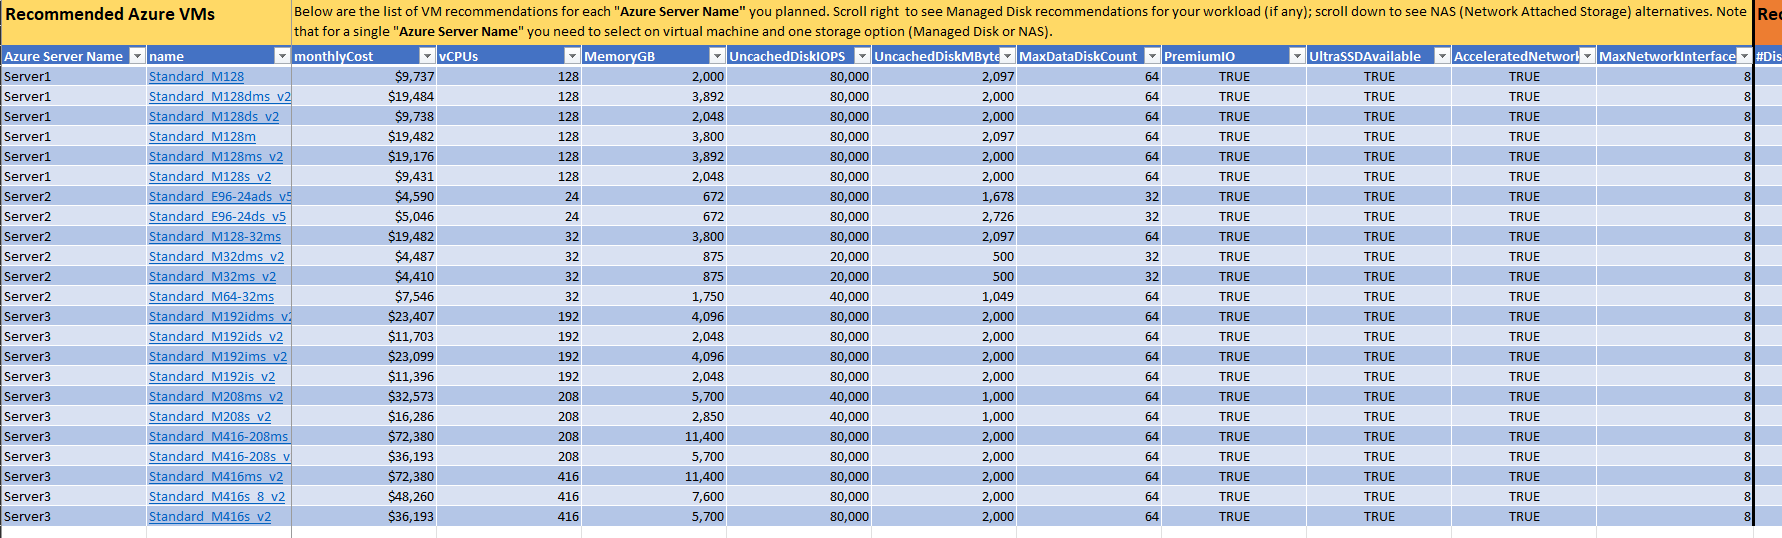 Recommended Azure VMs
Below are the list of VM recommendations for each "Azure Server Name" you planned. Scroll right to see Managed Disk recommendations for your workload (if any); scroll down to see NAS (Network Attached Storage) alternatives. Note
that for a single "Azure Server Name" you need to select on virtual machine and one storage option (Managed Disk or NAS).
Rec
Azure Server Name name monthlyCost vCPUs MemoryGB UncachedDiskIOPS UncachedDiskMByte MaxDataDiskCount PremiumIO UltraSSDAvailable AcceleratedNetwork MaxNetworkInterface #Dis
Server1 Standard_M128 $9,737 128 2,000 80,000 2,097 64 TRUE TRUE TRUE 8
Server1 Standard_M128dms_v2 $19,484 128 3,892 80,000 2,000 64 TRUE TRUE TRUE 8
Server1 Standard_M128ds_v2 $9,738 128 2,048 80,000 2,000 64 TRUE TRUE TRUE 8
Server1 Standard_M128m $19,482 128 3,800 80,000 2,097 64 TRUE TRUE TRUE 8
Server1 Standard_M128ms_v2 $19,176 128 3,892 80,000 2,000 64 TRUE TRUE TRUE 8
Server1 Standard_M128s_v2 $9,431 128 2,048 80,000 2,000 64 TRUE TRUE TRUE 8
Server2 Standard_E96-24ads_v5 $4,590 24 672 80,000 1,678 32 TRUE TRUE TRUE 8
Server2 Standard_E96-24ds_v5 $5,046 24 672 80,000 2,726 32 TRUE TRUE TRUE 8
Server2 Standard_M128-32ms $19,482 32 3,800 80,000 2,097 64 TRUE TRUE TRUE 8
Server2 Standard_M32dms_v2 $4,487 32 875 20,000 500 32 TRUE TRUE TRUE 8
Server2 Standard_M32ms_v2 $4,410 32 875 20,000 500 32 TRUE TRUE TRUE 8
Server2 Standard_M64-32ms $7,546 32 1,750 40,000 1,049 64 TRUE TRUE TRUE 8
Server3 Standard_M192idms_v2 $23,407 192 4,096 80,000 2,000 64 TRUE TRUE TRUE 8
Server3 Standard_M192ids_v2 $11,703 192 2,048 80,000 2,000 64 TRUE TRUE TRUE 8
Server3 Standard_M192ims_v2 $23,099 192 4,096 80,000 2,000 64 TRUE TRUE TRUE 8
Server3 Standard_M192is_v2 $11,396 192 2,048 80,000 2,000 64 TRUE TRUE TRUE 8
Server3 Standard_M208ms_v2 $32,573 208 5,700 40,000 1,000 64 TRUE TRUE TRUE 8
Server3 Standard_M208s_v2 $16,286 208 2,850 40,000 1,000 64 TRUE TRUE TRUE 8
Server3 Standard_M416-208ms_ $72,380 208 11,400 80,000 2,000 64 TRUE TRUE TRUE 8
Server3 Standard_M416-208s_v $36,193 208 5,700 80,000 2,000 64 TRUE TRUE TRUE 8
Server3 Standard_M416ms_v2 $72,380 416 11,400 80,000 2,000 64 TRUE TRUE TRUE 8
Server3 Standard_M416s_8_v2 $48,260 416 7,600 80,000 2,000 64 TRUE TRUE TRUE 8
Server3 Standard_M416s_v2 $36,193 416 5,700 80,000 2,000 64 TRUE TRUE TRUE 8